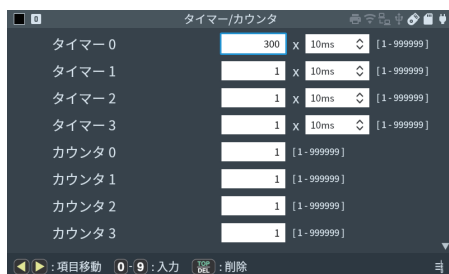 0 タイマー/カウンタ
タイマー 0 300 x 10ms [1-999999]
タイマー 1 1 x 10ms [1-999999]
タイマー 2 1 x 10ms [1-999999]
タイマー 3 1 x 10ms [1-999999]
カウンタ 0 1 [1-999999]
カウンタ 1 1 [1-999999]
カウンタ 2 1 [1-999999]
カウンタ 3 1 [1-999999]
:項目移動 0-9:入力 TOP DEL:削除